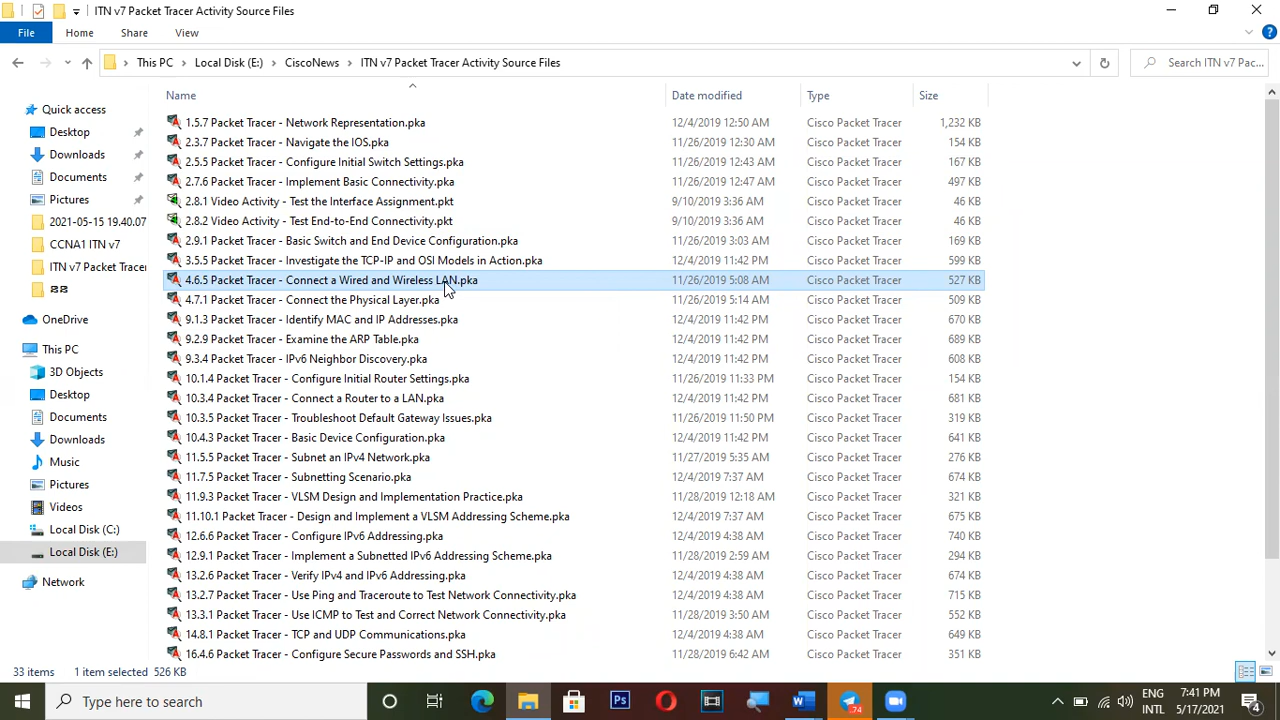 ITN v7 Packet Tracer Activity Source Files
File Home Share View
This PC Local Disk (E:) CiscoNews ITN v7 Packet Tracer Activity Source Files Search ITN v7 Pac...
Name Date modified Type Size
Quick access
Desktop
Downloads
Documents
Pictures
2021-05-15 19.40.07
CCNA1 ITN v7
ITN v7 Packet Tracer
OneDrive
This PC
3D Objects
Desktop
Documents
Downloads
Music
Pictures
Videos
Local Disk (C:)
Local Disk (E:)
Network
1.5.7 Packet Tracer - Network Representation.pka 12/4/2019 12:50 AM Cisco Packet Tracer 1,232 KB
2.3.7 Packet Tracer - Navigate the IOS.pka 11/26/2019 12:30 AM Cisco Packet Tracer 154 KB
2.5.5 Packet Tracer - Configure Initial Switch Settings.pka 11/26/2019 12:43 AM Cisco Packet Tracer 167 KB
2.7.6 Packet Tracer - Implement Basic Connectivity.pka 11/26/2019 12:47 AM Cisco Packet Tracer 497 KB
2.8.1 Video Activity - Test the Interface Assignment.pkt 9/10/2019 3:36 AM Cisco Packet Tracer 46 KB
2.8.2 Video Activity - Test End-to-End Connectivity.pkt 9/10/2019 3:36 AM Cisco Packet Tracer 46 KB
2.9.1 Packet Tracer - Basic Switch and End Device Configuration.pka 11/26/2019 3:03 AM Cisco Packet Tracer 169 KB
3.5.5 Packet Tracer - Investigate the TCP-IP and OSI Models in Action.pka 11/26/2019 3:36 AM Cisco Packet Tracer 599 KB
4.6.5 Packet Tracer - Connect a Wired and Wireless LAN.pka 11/26/2019 5:08 AM Cisco Packet Tracer 527 KB
4.7.1 Packet Tracer - Connect the Physical Layer.pka 11/26/2019 5:14 AM Cisco Packet Tracer 509 KB
9.1.3 Packet Tracer - Identify MAC and IP Addresses.pka 12/4/2019 11:42 PM Cisco Packet Tracer 670 KB
9.2.9 Packet Tracer - Examine the ARP Table.pka 12/4/2019 11:42 PM Cisco Packet Tracer 689 KB
9.3.4 Packet Tracer - IPv6 Neighbor Discovery.pka 12/4/2019 11:42 PM Cisco Packet Tracer 608 KB
10.1.4 Packet Tracer - Configure Initial Router Settings.pka 11/26/2019 11:33 PM Cisco Packet Tracer 154 KB
10.3.4 Packet Tracer - Connect a Router to a LAN.pka 12/4/2019 11:42 PM Cisco Packet Tracer 681 KB
10.3.5 Packet Tracer - Troubleshoot Default Gateway Issues.pka 11/26/2019 11:50 PM Cisco Packet Tracer 319 KB
10.4.3 Packet Tracer - Basic Device Configuration.pka 12/4/2019 11:42 PM Cisco Packet Tracer 641 KB
11.5.5 Packet Tracer - Subnet an IPv4 Network.pka 11/27/2019 5:35 AM Cisco Packet Tracer 276 KB
11.7.5 Packet Tracer - Subnetting Scenario.pka 12/4/2019 7:37 AM Cisco Packet Tracer 674 KB
11.9.3 Packet Tracer - VLSM Design and Implementation Practice.pka 11/28/2019 12:18 AM Cisco Packet Tracer 321 KB
11.10.1 Packet Tracer - Design and Implement a VLSM Addressing Scheme.pka 12/4/2019 7:37 AM Cisco Packet Tracer 675 KB
12.6.6 Packet Tracer - Configure IPv6 Addressing.pka 12/4/2019 4:38 AM Cisco Packet Tracer 740 KB
12.9.1 Packet Tracer - Implement a Subnetted IPv6 Addressing Scheme.pka 11/28/2019 2:59 AM Cisco Packet Tracer 294 KB
13.2.6 Packet Tracer - Verify IPv4 and IPv6 Addressing.pka 12/4/2019 4:38 AM Cisco Packet Tracer 674 KB
13.2.7 Packet Tracer - Use Ping and Traceroute to Test Network Connectivity.pka 12/4/2019 4:38 AM Cisco Packet Tracer 715 KB
13.3.1 Packet Tracer - Use ICMP to Test and Correct Network Connectivity.pka 11/28/2019 3:50 AM Cisco Packet Tracer 552 KB
14.8.1 Packet Tracer - TCP and UDP Communications.pka 12/4/2019 4:38 AM Cisco Packet Tracer 649 KB
16.4.6 Packet Tracer - Configure Secure Passwords and SSH.pka 11/28/2019 6:42 AM Cisco Packet Tracer 351 KB
33 items 1 item selected 526 KB
Type here to search
Ps
74
ENG
INTL
7:41 PM
5/17/2021
4